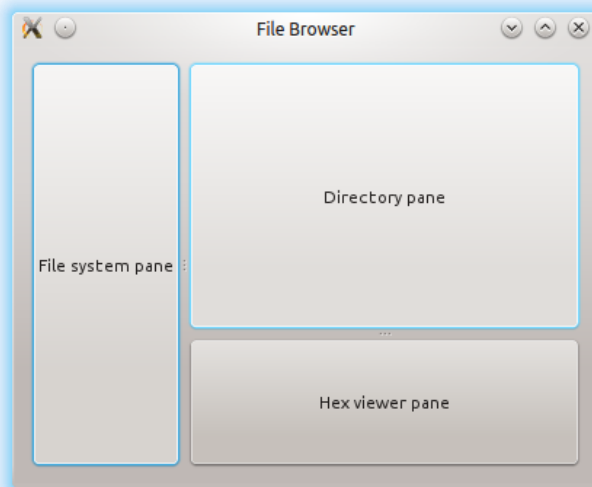 File Browser
Directory pane
File system pane
Hex viewer pane